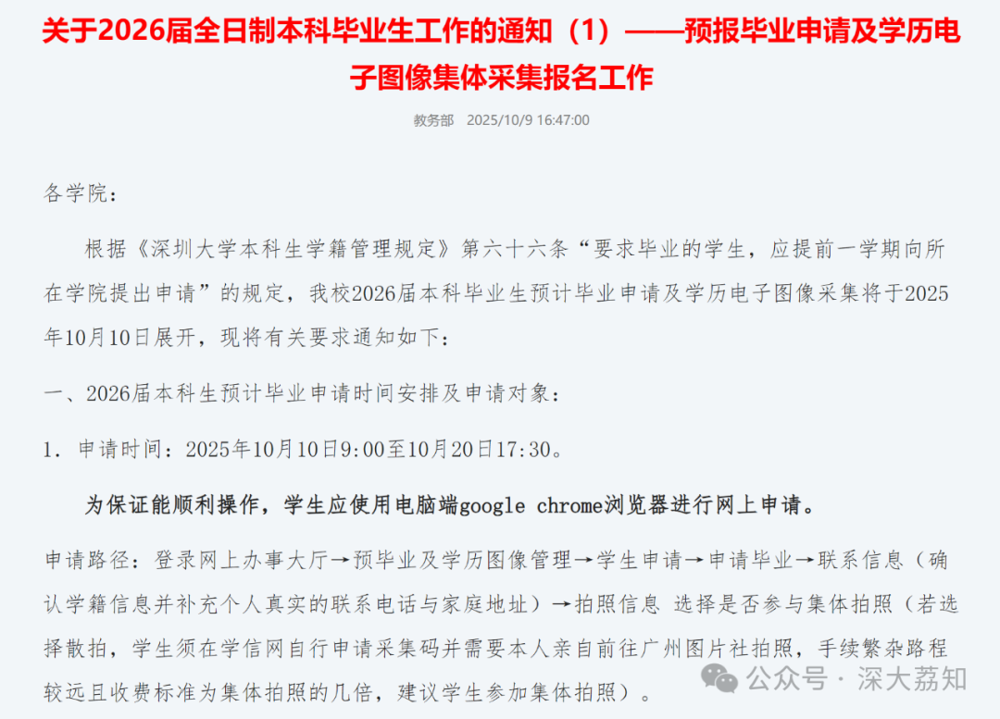 关于2026届全日制本科毕业生工作的通知（1）——预报毕业申请及学历电
子图像集体采集报名工作
教务部 2025/10/9 16:47:00
各学院：
根据《深圳大学本科生学籍管理规定》第六十六条“要求毕业的学生，应提前一学期向所
在学院提出申请”的规定，我校2026届本科毕业生预计毕业申请及学历电子图像采集将于2025
年10月10日展开，现将有关要求通知如下：
一、2026届本科生预计毕业申请时间安排及申请对象：
1. 申请时间：2025年10月10日9:00至10月20日17:30。
为保证能顺利操作，学生应使用电脑端google chrome浏览器进行网上申请。
申请路径：登录网上办事大厅→预毕业及学历图像管理→学生申请→申请毕业→联系信息（确
认学籍信息并补充个人真实的联系电话与家庭地址）→拍照信息 选择是否参与集体拍照（若选
择散拍，学生须在学信网自行申请采集码并需要本人亲自前往广州图片社拍照，手续繁杂路程
较远且收费标准为集体拍照的几倍，建议学生参加集体拍照）。
公众号·深大荔知